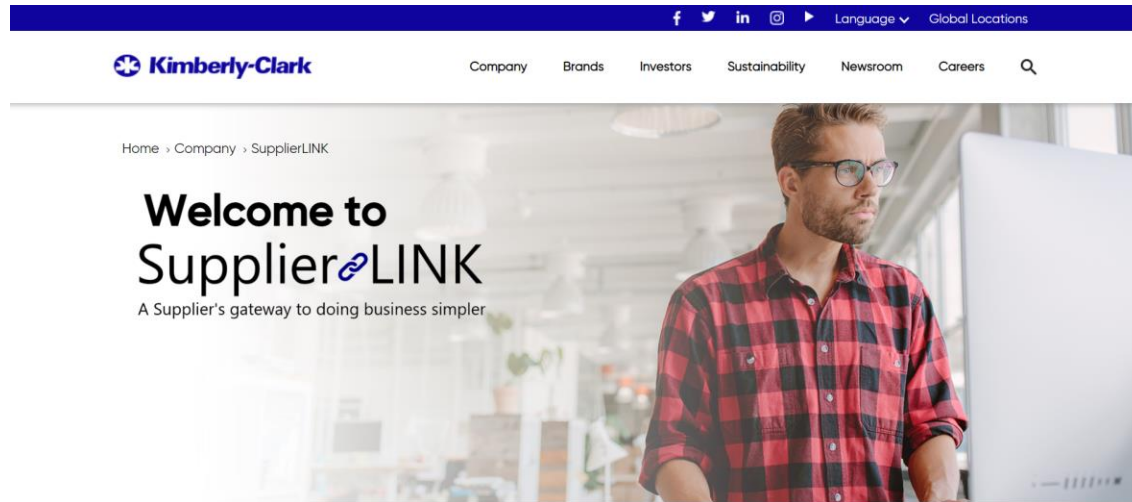 Language Global Locations
Kimberly-Clark
Company Brands Investors Sustainability Newsroom Careers
Home › Company › SupplierLINK
Welcome to
SupplierLINK
A Supplier's gateway to doing business simpler